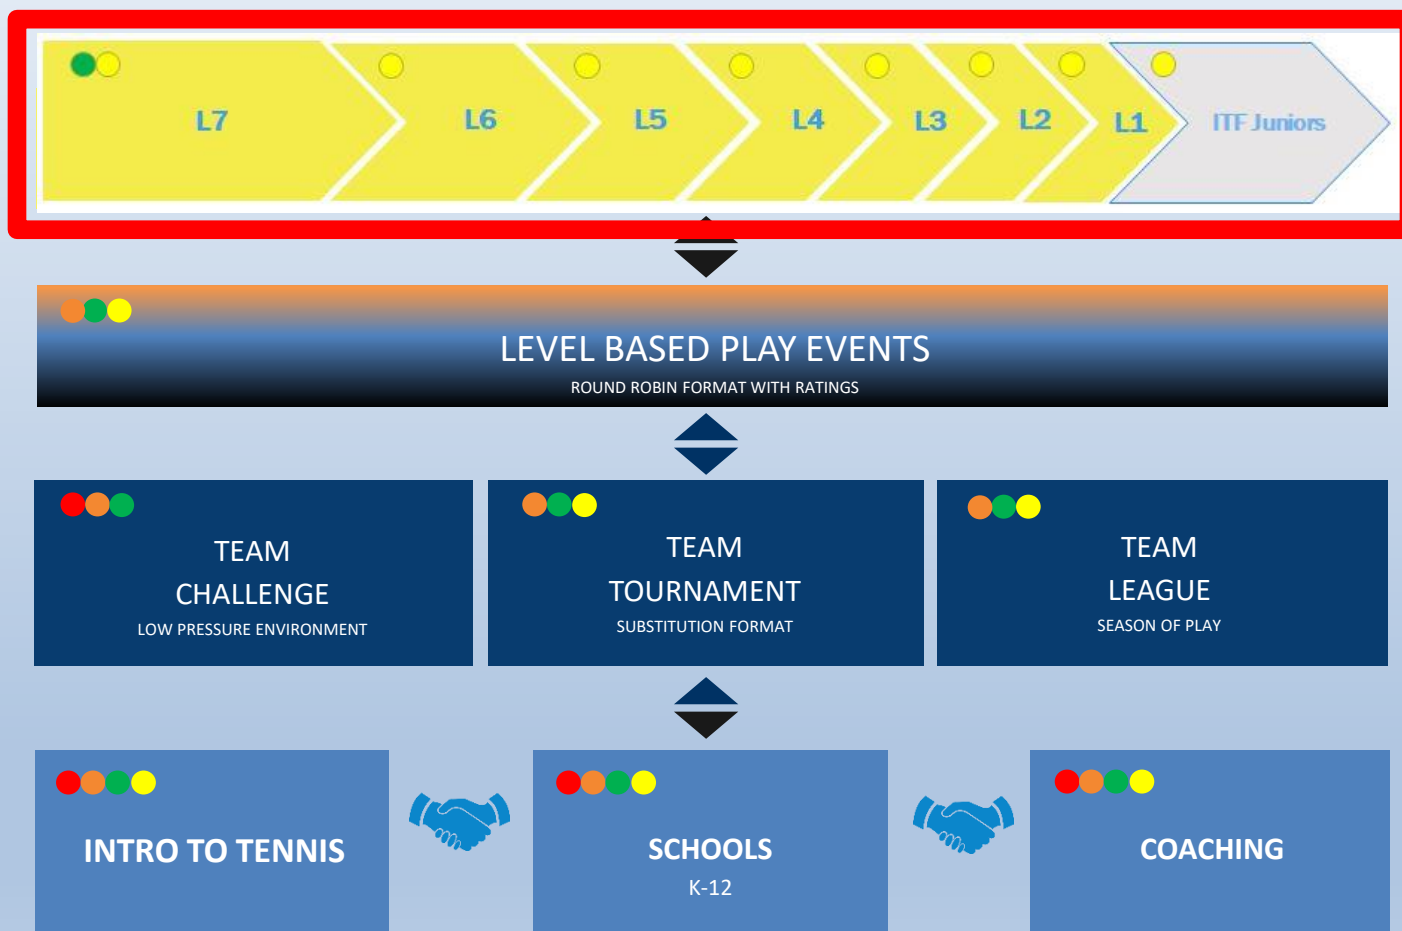 L7
L6
L5
L4
L3
L2
L1
ITF Juniors
LEVEL BASED PLAY EVENTS
ROUND ROBIN FORMAT WITH RATINGS
TEAM
CHALLENGE
LOW PRESSURE ENVIRONMENT
TEAM
TOURNAMENT
SUBSTITUTION FORMAT
TEAM
LEAGUE
SEASON OF PLAY
INTRO TO TENNIS
SCHOOLS
K-12
COACHING